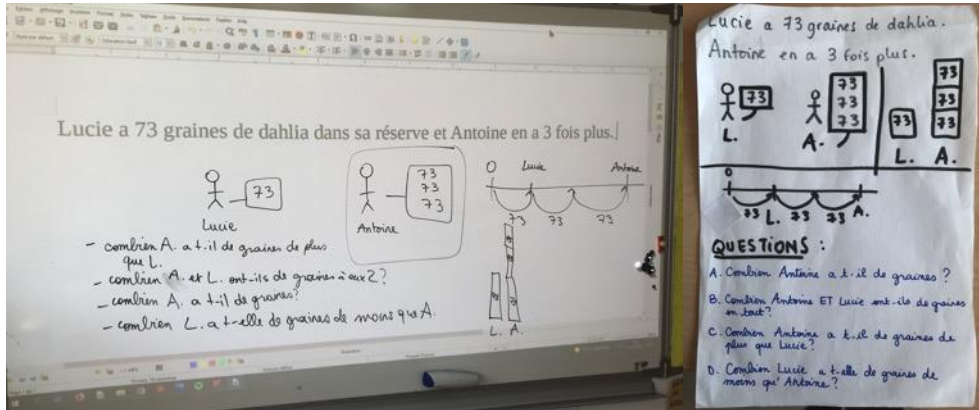 Lucie a 73 graines de dahlia dans sa réserve et Antoine en a 3 fois plus.
73
Lucie
73
73
73
Antoine
0 Lucie Antoine
73 73 73
L. A.
- combien A. a t-il de graines de plus
que L.
- combien A. et L. ont-ils de graines à eux 2?
- combien A. a t-il de graines?
- combien L. a t-elle de graines de moins que A.
Lucie a 73 graines de dahlia.
Antoine en a 3 fois plus.
73
L.
73
73
73
A.
73
L.
73
73
73
A.
0
73 L. 73 73 A.
QUESTIONS :
A. Combien Antoine a t-il de graines ?
B. Combien Antoine ET Lucie ont-ils de graines
en tout?
C. Combien Antoine a t-il de graines de
plus que Lucie?
D. Combien Lucie a t-elle de graines de
moins qu'Antoine?